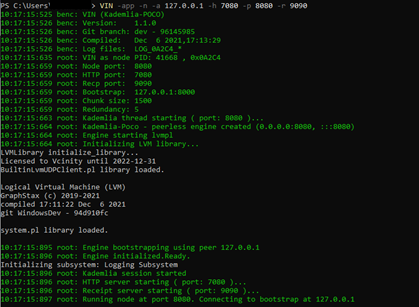 PS C:\Users\ > VIN -app -n -a 127.0.0.1 -h 7080 -p 8080 -r 9090
10:17:15:525 benc: VIN (Kademlia-POCO)
10:17:15:526 benc: Version: 1.1.0
10:17:15:526 benc: Git branch: dev - 96145985
10:17:15:526 benc: Compiled: Dec 6 2021,17:13:29
10:17:15:526 benc: Log files: LOG_0A2C4_*
10:17:15:635 root: VIN as node PID: 41668 , 0x0A2C4
10:17:15:659 root: Node port: 8080
10:17:15:659 root: HTTP port: 7080
10:17:15:659 root: Recp port: 9090
10:17:15:659 root: Bootstrap: 127.0.0.1:8000
10:17:15:659 root: Chunk size: 1500
10:17:15:659 root: Redundancy: 5
10:17:15:663 root: Kademlia thread starting ( port: 8080 )...
10:17:15:664 root: Kademlia-Poco - peerless engine created (0.0.0.0:8080, :::8080)
10:17:15:664 root: Engine starting lvmpl
10:17:15:664 root: Initializing LVM library...
LVMLibrary initialize_library...
Licensed to Vcinity until 2022-12-31
BuiltinLvmUDPClient.pl library loaded.
Logical Virtual Machine (LVM)
GraphStax (c) 2019-2021
compiled 17:11:22 Dec 6 2021
git WindowsDev - 94d910fc
system.pl library loaded.
10:17:15:895 root: Engine bootstrapping using peer 127.0.0.1
10:17:15:896 root: Engine initialized.Ready.
Initializing subsystem: Logging Subsystem
10:17:15:896 root: Kademlia session started
10:17:15:896 root: HTTP server starting ( port: 7080 )...
10:17:15:896 root: Receipt server starting ( port: 9090 )...
10:17:15:897 root: Running node at port 8080. Connecting to bootstrap at 127.0.0.1